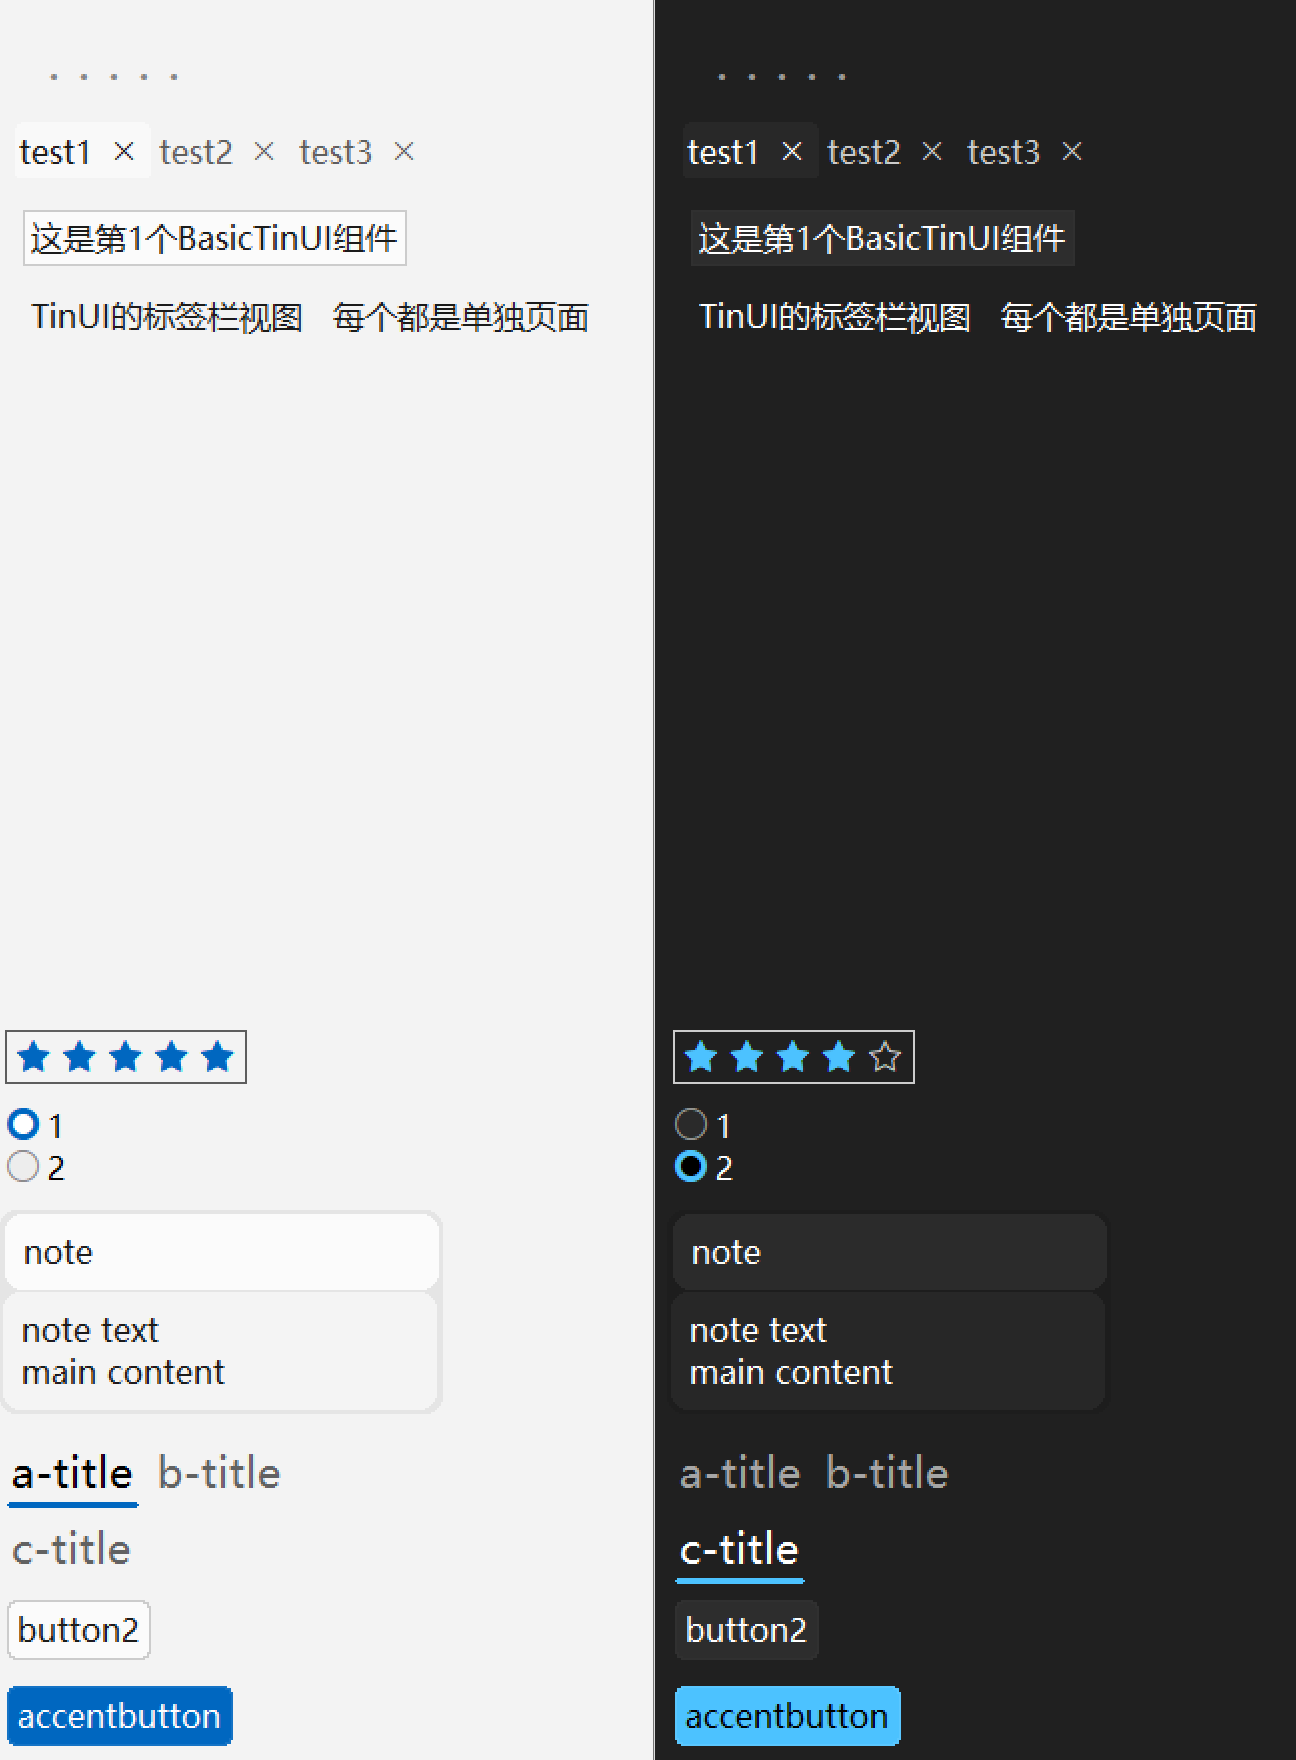 test1 × test2 × test3 ×
这是第1个BasicTinUI组件
TinUI的标签栏视图 每个都是单独页面
1
2
note
note text
main content
a-title b-title
c-title
button2
accentbutton
test1 × test2 × test3 ×
这是第1个BasicTinUI组件
TinUI的标签栏视图 每个都是单独页面
1
2
note
note text
main content
a-title b-title
c-title
button2
accentbutton